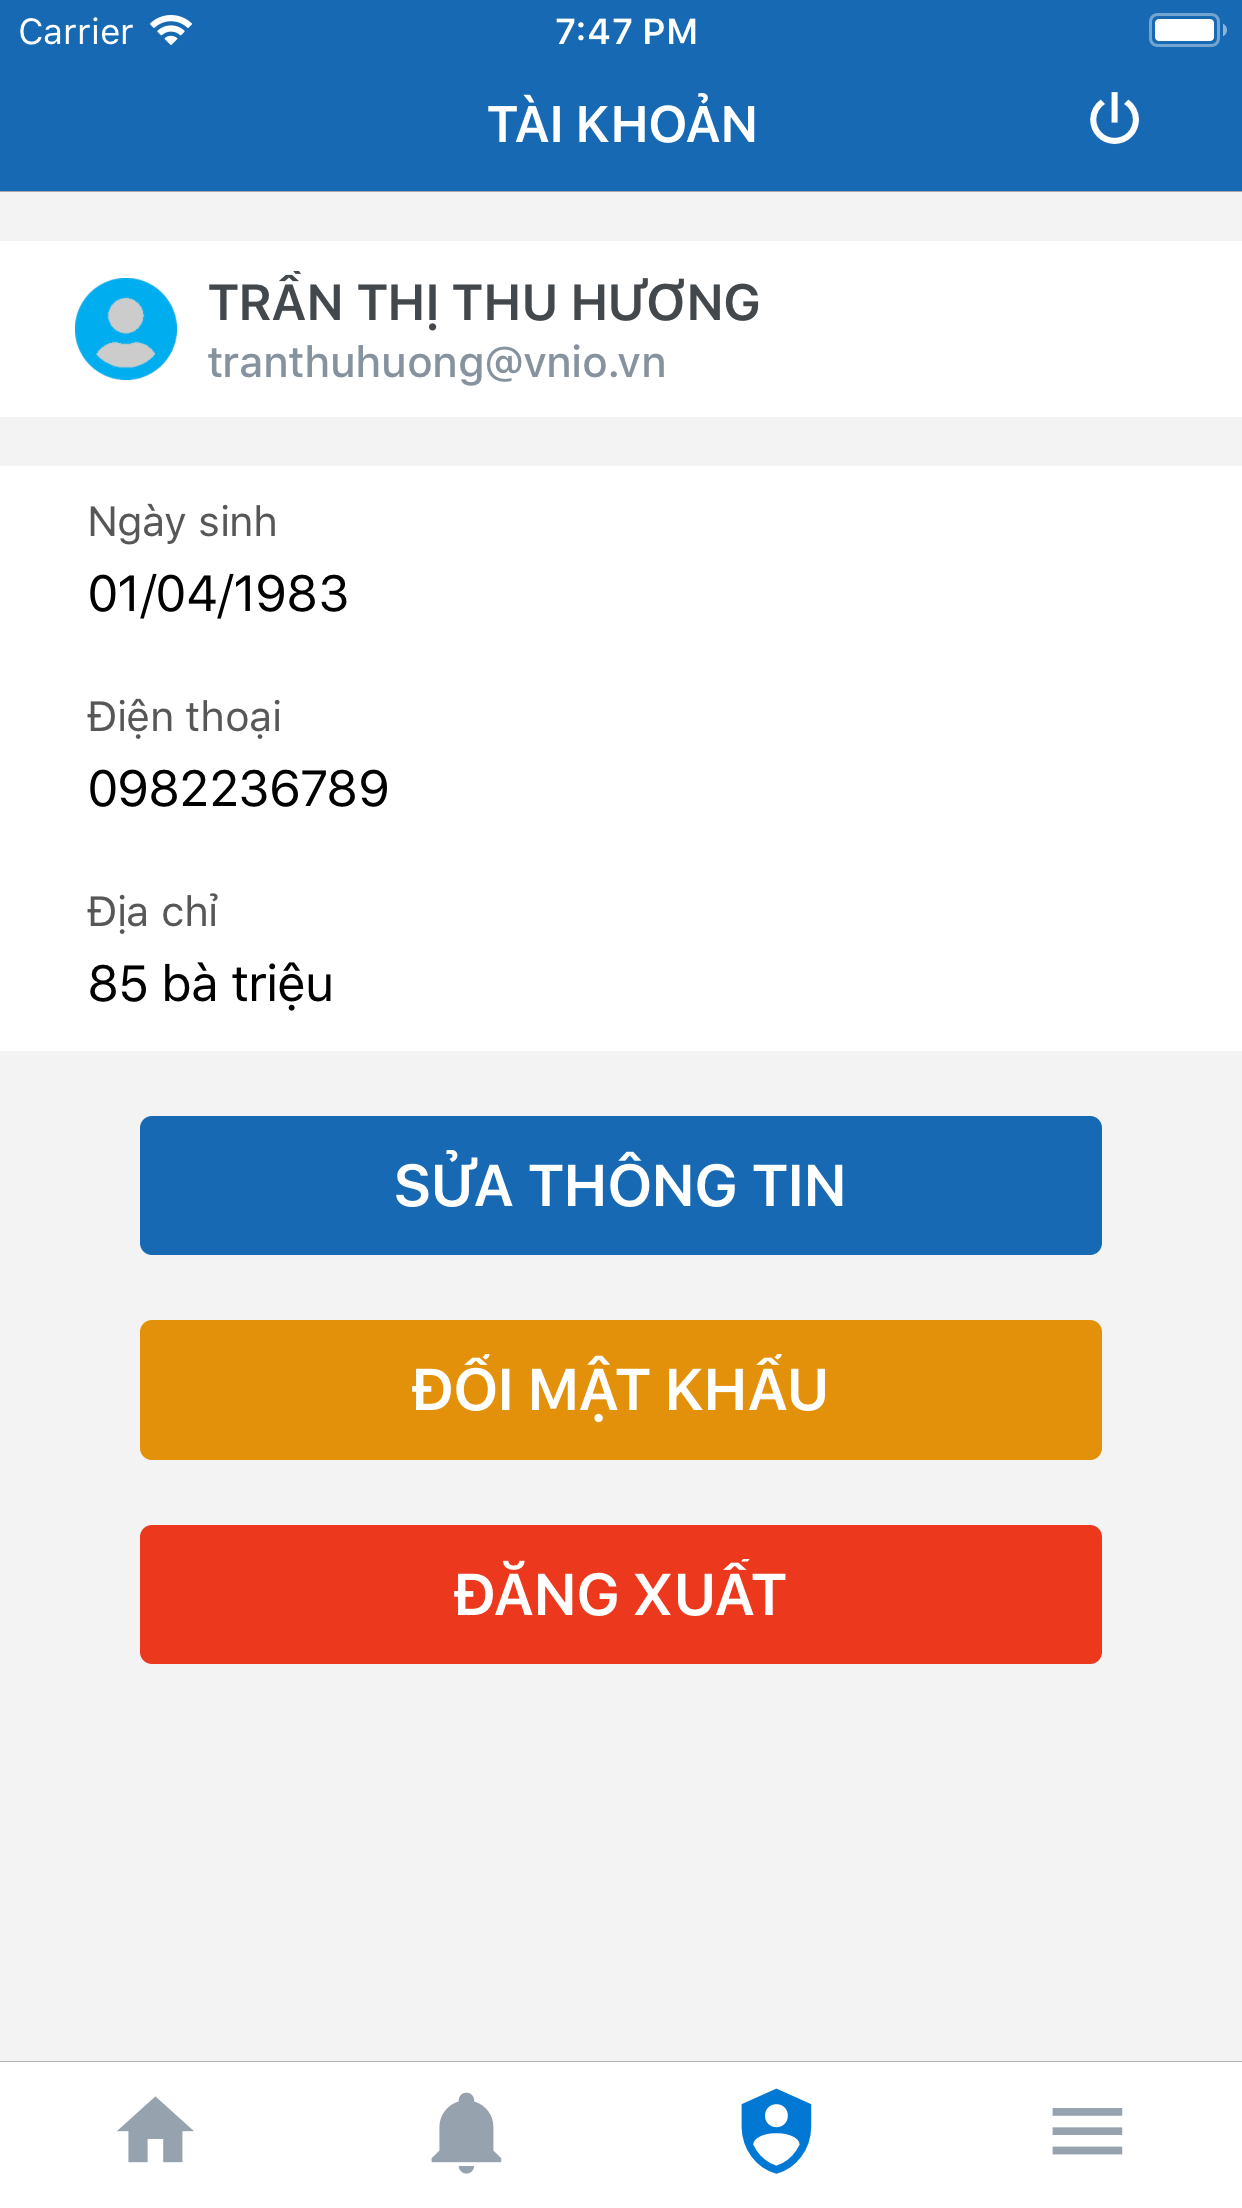 Carrier 7:47 PM
TÀI KHOẢN
TRẦN THỊ THU HƯƠNG
tranthuhuong@vnio.vn
Ngày sinh
01/04/1983
Điện thoại
0982236789
Địa chỉ
85 bà triệu
SỬA THÔNG TIN
ĐỐI MẬT KHẨU
ĐĂNG XUẤT